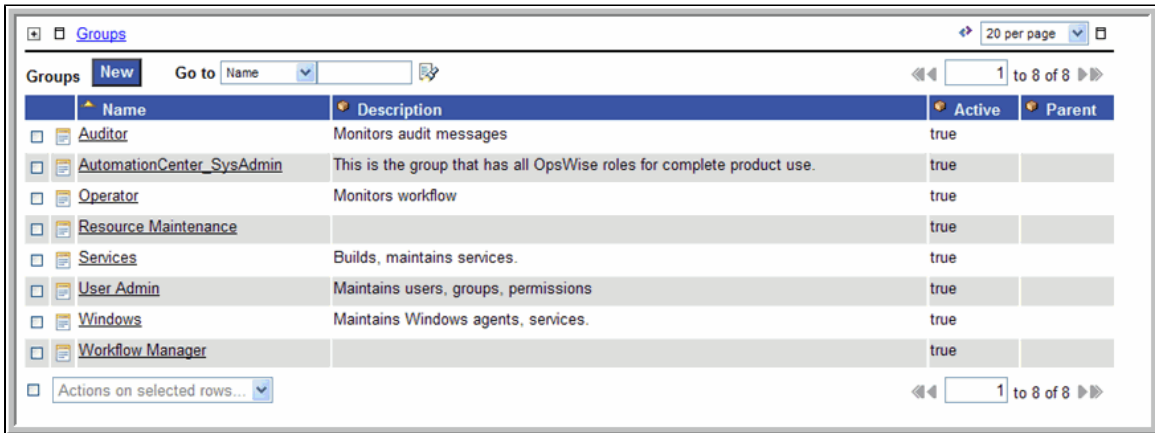 Groups 20 per page
Groups New Go to Name 1 to 8 of 8
Name Description Active Parent
Auditor Monitors audit messages true
AutomationCenter_SysAdmin This is the group that has all OpsWise roles for complete product use. true
Operator Monitors workflow true
Resource Maintenance true
Services Builds, maintains services. true
User Admin Maintains users, groups, permissions true
Windows Maintains Windows agents, services. true
Workflow Manager true
Actions on selected rows... 1 to 8 of 8